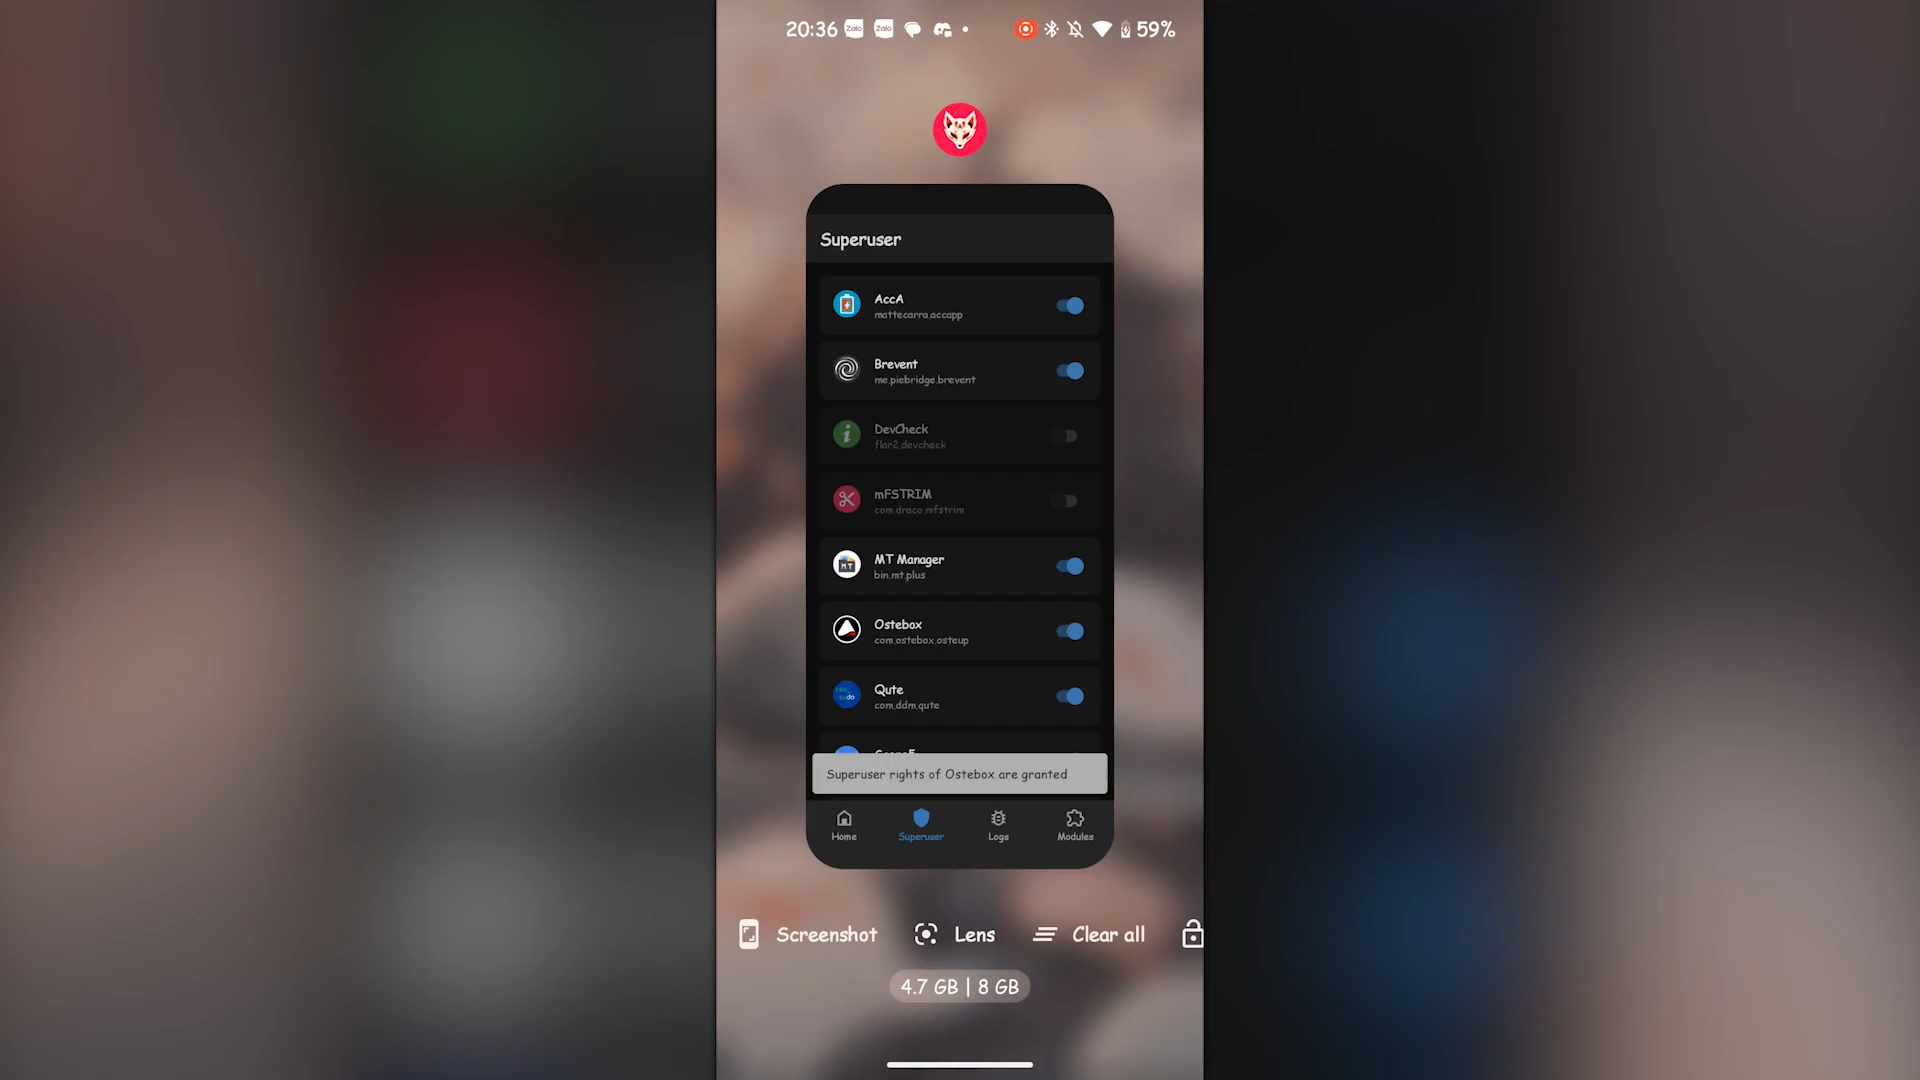 20:36 Zalo Zalo 59%
Superuser
AccA
mattecarra.accapp
Brevent
me.piebridge.brevent
DevCheck
flar2.devcheck
mFSTRIM
com.draco.mfstrim
MT Manager
bin.mt.plus
Ostebox
com.ostebox.osteup
Qute
com.ddm.qute
Superuser rights of Ostebox are granted
Home Superuser Logs Modules
Screenshot Lens Clear all
4.7 GB | 8 GB